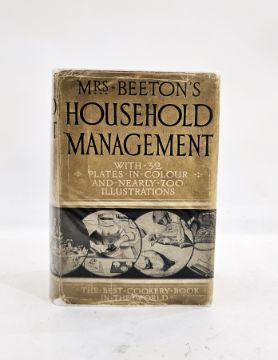 MRS·BEETON'S
HOUSEHOLD
MANAGEMENT
WITH·32
PLATES·IN·COLOUR
AND·NEARLY·700
ILLUSTRATIONS
THE·BEST·COOKERY·BOOK
IN·THE·WORLD